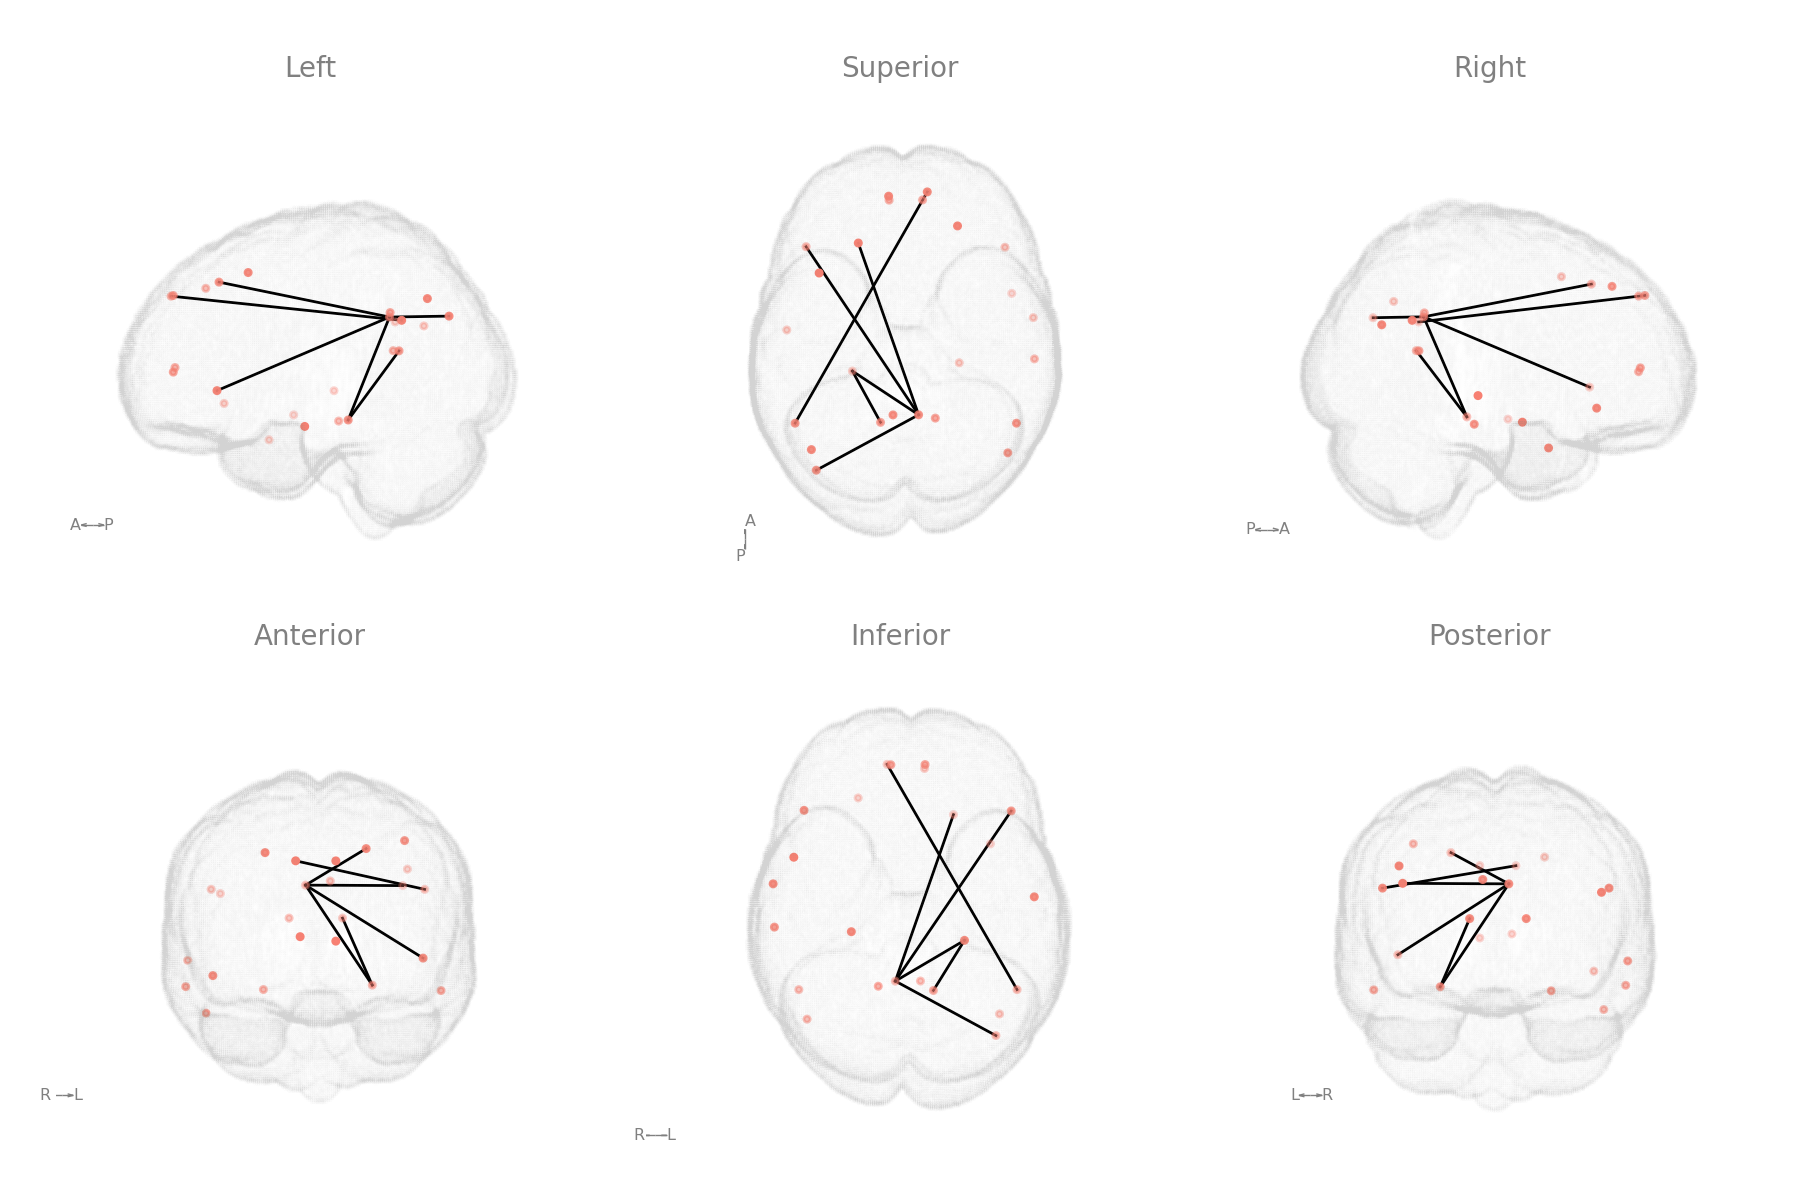 Left
Superior
Right
A P
A
P
P A
Anterior
Inferior
Posterior
R L
R L
L R